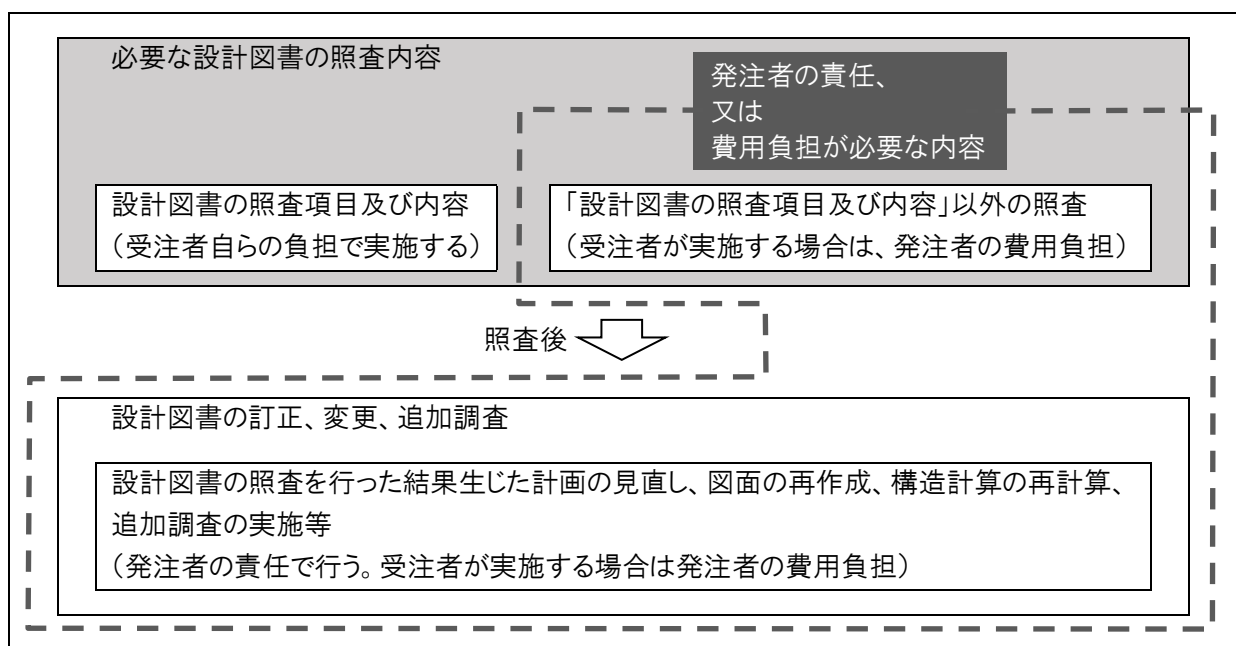 必要な設計図書の照査内容
発注者の責任、
又は
費用負担が必要な内容
設計図書の照査項目及び内容
（受注者自らの負担で実施する）
「設計図書の照査項目及び内容」以外の照査
（受注者が実施する場合は、発注者の費用負担）
照査後
設計図書の訂正、変更、追加調査
設計図書の照査を行った結果生じた計画の見直し、図面の再作成、構造計算の再計算、
追加調査の実施等
（発注者の責任で行う。受注者が実施する場合は発注者の費用負担）